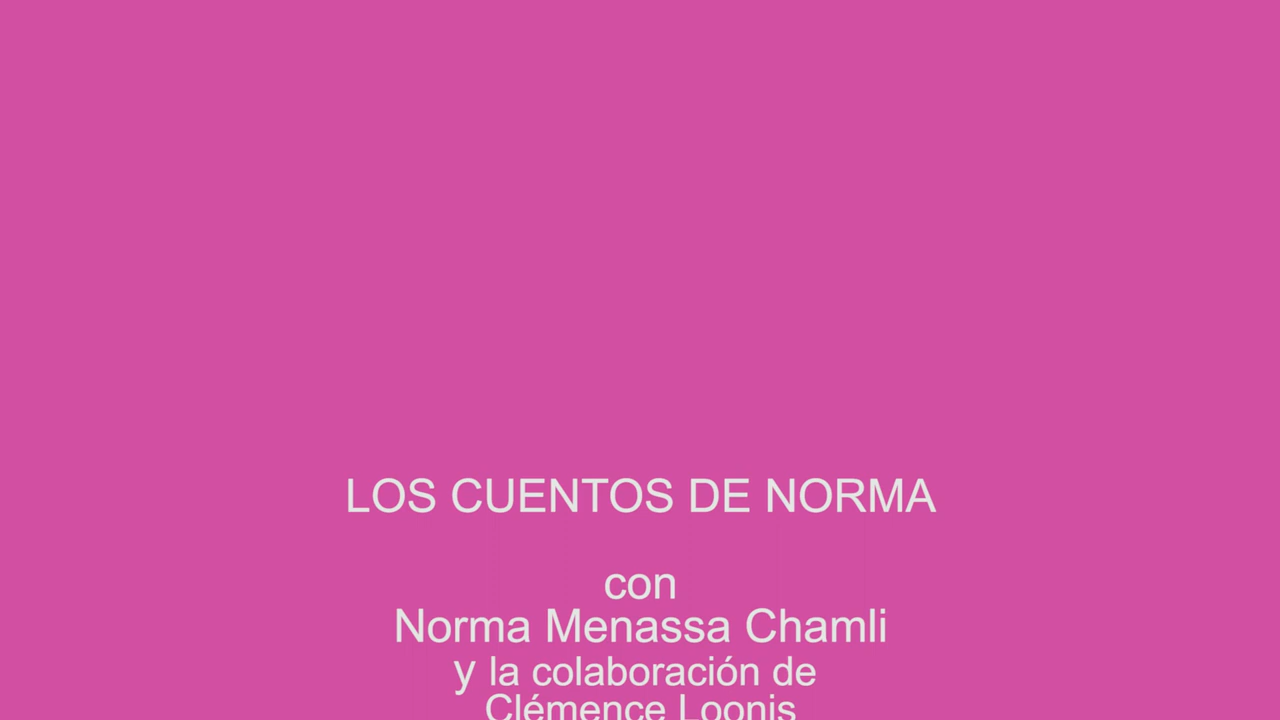 LOS CUENTOS DE NORMA
con
Norma Menassa Chamli
y la colaboración de
Clémence Loonis